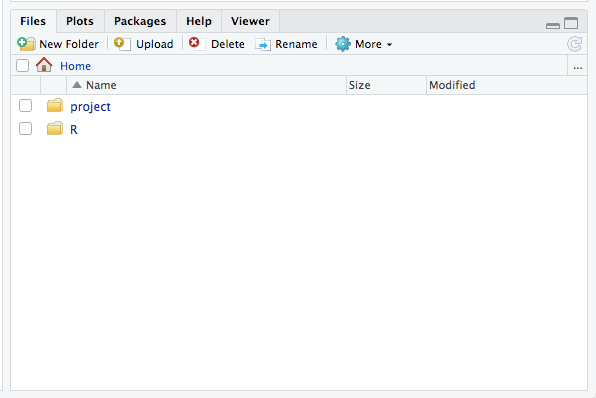 Files Plots Packages Help Viewer
New Folder Upload Delete Rename More
Home ...
Name Size Modified
project
R